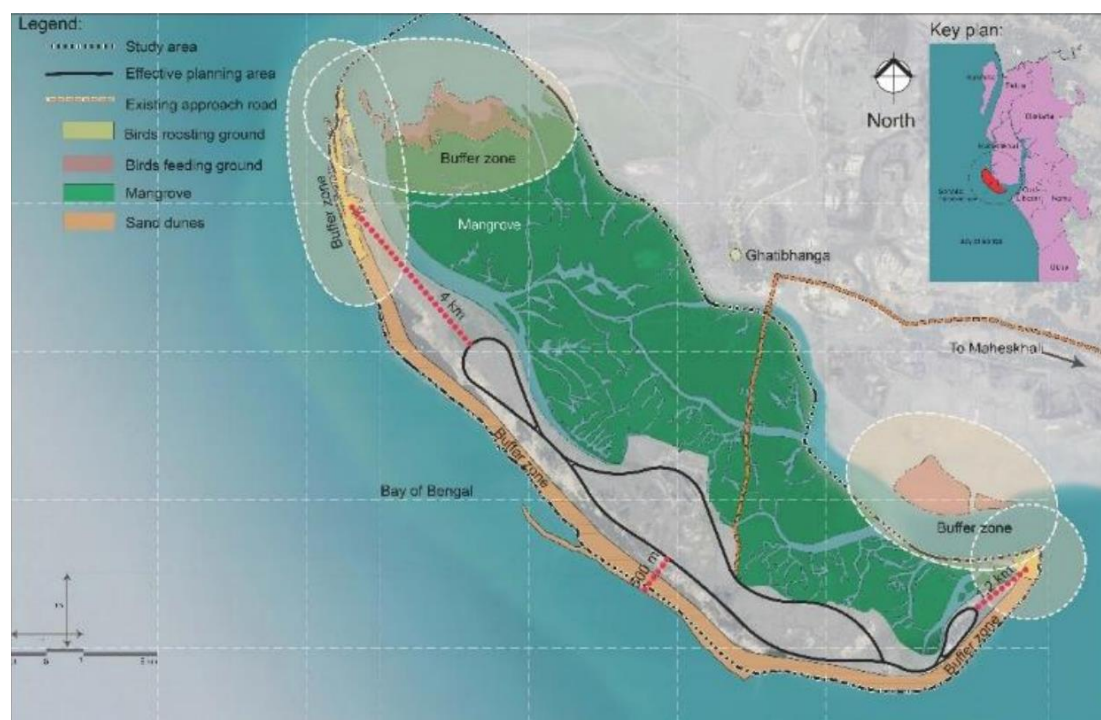 Legend:
Study area
Effective planning area
Existing approach road
Birds roosting ground
Birds feeding ground
Mangrove
Sand dunes
Key plan:
North
Buffer zone
Buffer zone
Mangrove
4 km
Ghatibhanga
To Maheskhali
Buffer zone
Bay of Bengal
Buffer zone
500 m
2 km
Buffer zone